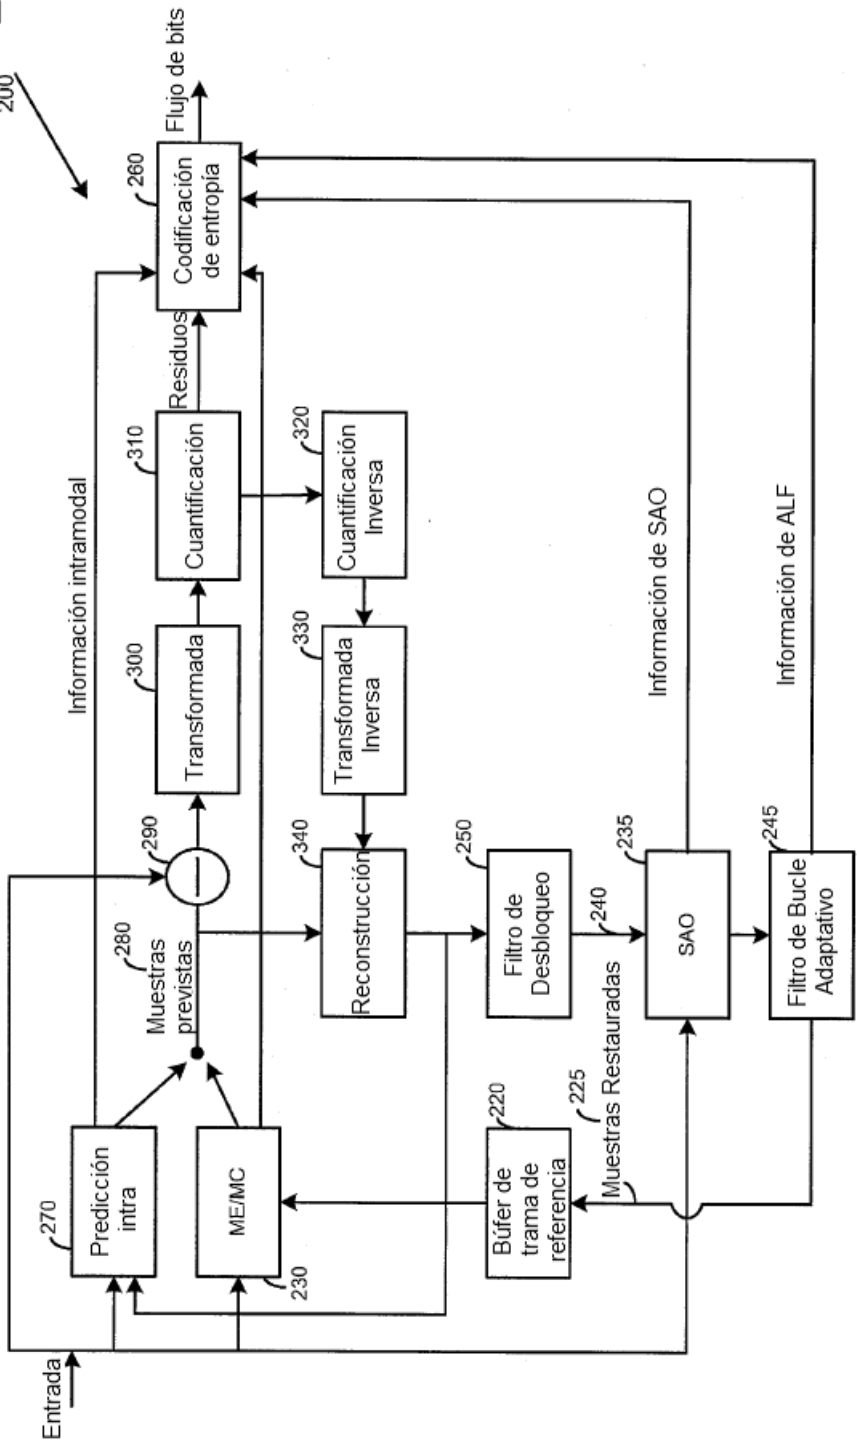 200
Entrada
270
Predicción
intra
ME/MC
230
Información intramodal
280
Muestras
previstas
290
300
Transformada
310
Cuantificación
Residuos
260
Codificación
de entropía
Flujo de bits
340
Reconstrucción
330
Transformada
Inversa
320
Cuantificación
Inversa
220
Búfer de
trama de
referencia
250
Filtro de
Desbloqueo
240
225
Muestras Restauradas
235
SAO
Información de SAO
245
Filtro de Bucle
Adaptativo
Información de ALF